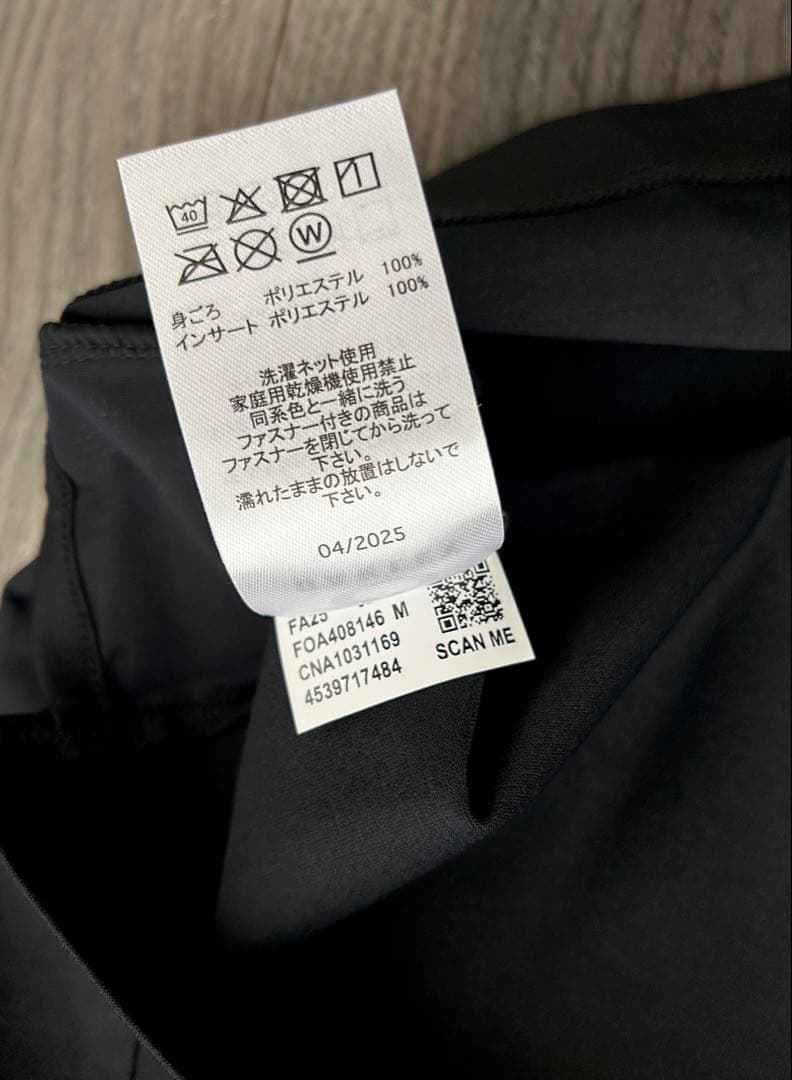 40
W
身ごろ ポリエステル 100%
インサート ポリエステル 100%
洗濯ネット使用
家庭用乾燥機使用禁止
同系色と一緒に洗う
ファスナー付きの商品は
ファスナーを閉じてから洗って
下さい。
濡れたままの放置はしないで
下さい。
04/2025
FA25
FOA408146 M
CNA1031169
4539717484
SCAN ME